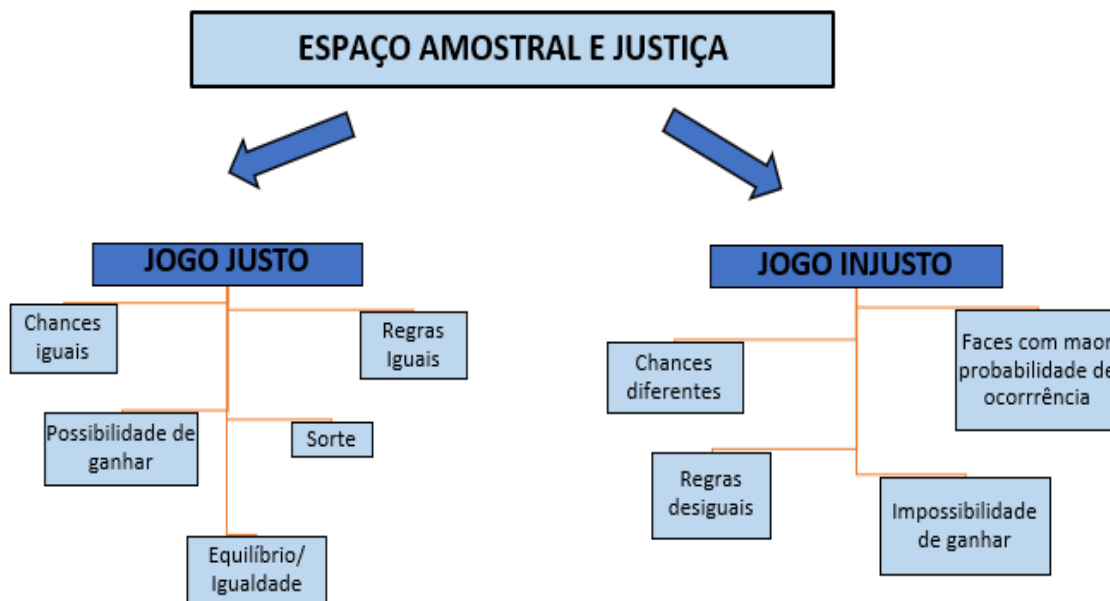 ESPAÇO AMOSTRAL E JUSTIÇA
JOGO JUSTO
Chances
iguais
Regras
Iguais
Possibilidade de
ganhar
Sorte
Equilíbrio/
Igualdade
JOGO INJUSTO
Chances
diferentes
Faces com maor
probabilidade de
ocorrrência
Regras
desiguais
Impossibilidade
de ganhar